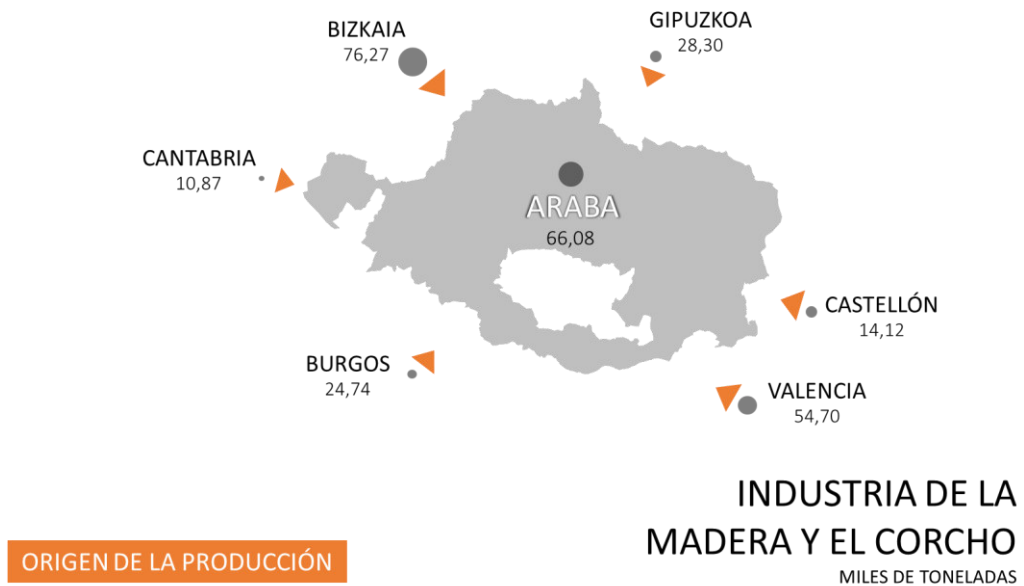 GIPUZKOA
28,30
BIZKAIA
76,27
CANTABRIA
10,87
ARABA
66,08
CASTELLÓN
14,12
BURGOS
24,74
VALENCIA
54,70
INDUSTRIA DE LA
MADERA Y EL CORCHO
MILES DE TONELADAS
ORIGEN DE LA PRODUCCIÓN